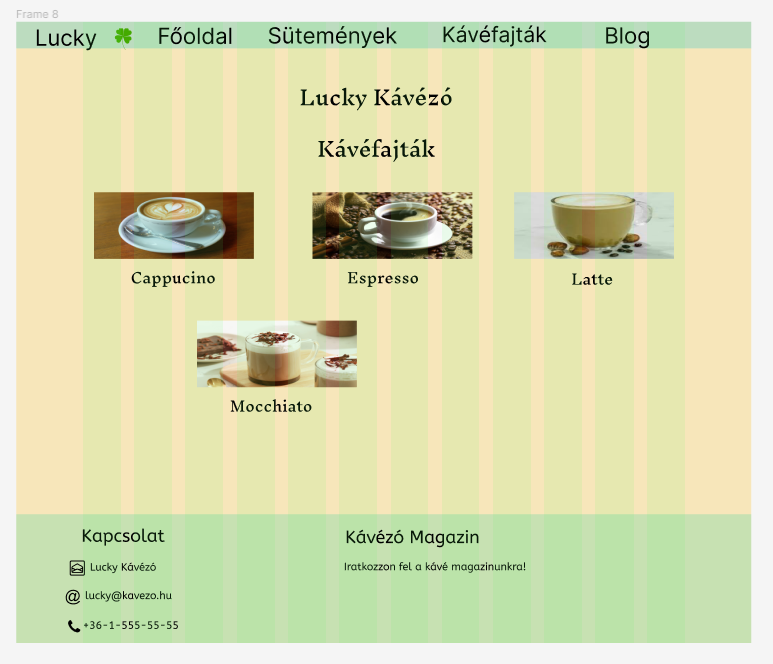 Frame 8
Lucky Főoldal Sütemények Kávéfajták Blog
Lucky Kávézó
Kávéfajták
Cappucino Espresso Latte
Mocchiato
Kapcsolat Kávézó Magazin
Lucky Kávézó Iratkozzon fel a kávé magazinunkra!
@ lucky@kavezo.hu
+36-1-555-55-55